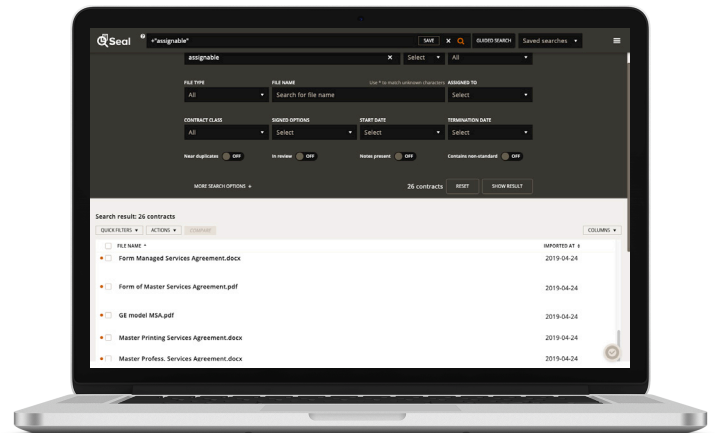 Seal ? +"assignable" SAVE × GUIDED SEARCH Saved searches
assignable × Select All
FILE TYPE FILE NAME Use * to match unknown characters ASSIGNED TO
All Search for file name Select
CONTRACT CLASS SIGNED OPTIONS START DATE TERMINATION DATE
All Select Select Select
Near duplicates OFF In review OFF Notes present OFF Contains non-standard OFF
MORE SEARCH OPTIONS + 26 contracts RESET SHOW RESULT
Search result: 26 contracts
QUICK FILTERS ACTIONS COMPARE COLUMNS
FILE NAME IMPORTED AT
Form Managed Services Agreement.docx 2019-04-24
Form of Master Services Agreement.pdf 2019-04-24
GE model MSA.pdf 2019-04-24
Master Printing Services Agreement.docx 2019-04-24
Master Profess. Services Agreement.docx 2019-04-24